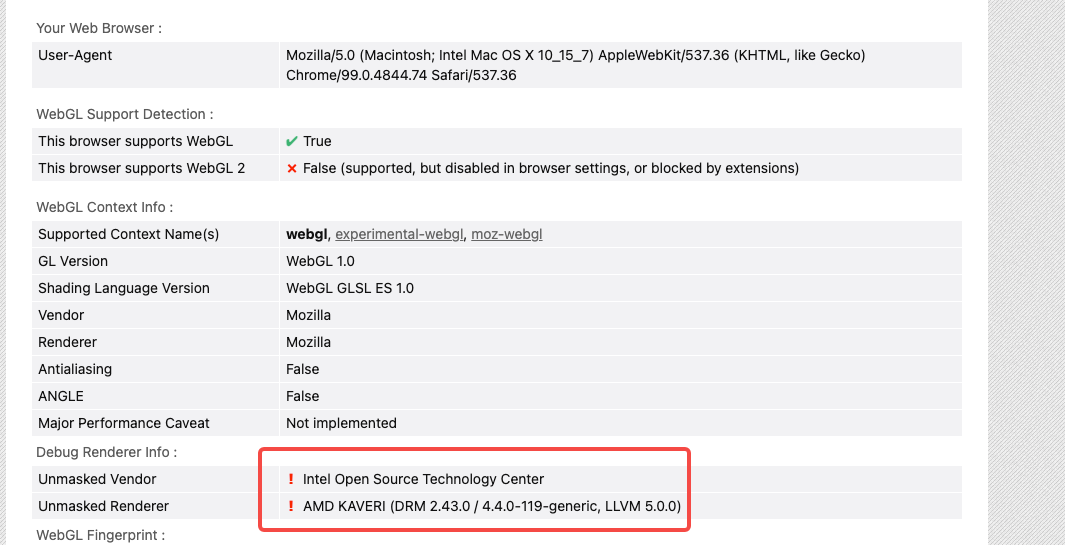 Your Web Browser :
User-Agent Mozilla/5.0 (Macintosh; Intel Mac OS X 10_15_7) AppleWebKit/537.36 (KHTML, like Gecko)
Chrome/99.0.4844.74 Safari/537.36
WebGL Support Detection :
This browser supports WebGL ✔ True
This browser supports WebGL 2 ✕ False (supported, but disabled in browser settings, or blocked by extensions)
WebGL Context Info :
Supported Context Name(s) webgl, experimental-webgl, moz-webgl
GL Version WebGL 1.0
Shading Language Version WebGL GLSL ES 1.0
Vendor Mozilla
Renderer Mozilla
Antialiasing False
ANGLE False
Major Performance Caveat Not implemented
Debug Renderer Info :
Unmasked Vendor ! Intel Open Source Technology Center
Unmasked Renderer ! AMD KAVERI (DRM 2.43.0 / 4.4.0-119-generic, LLVM 5.0.0)
WebGL Fingerprint :